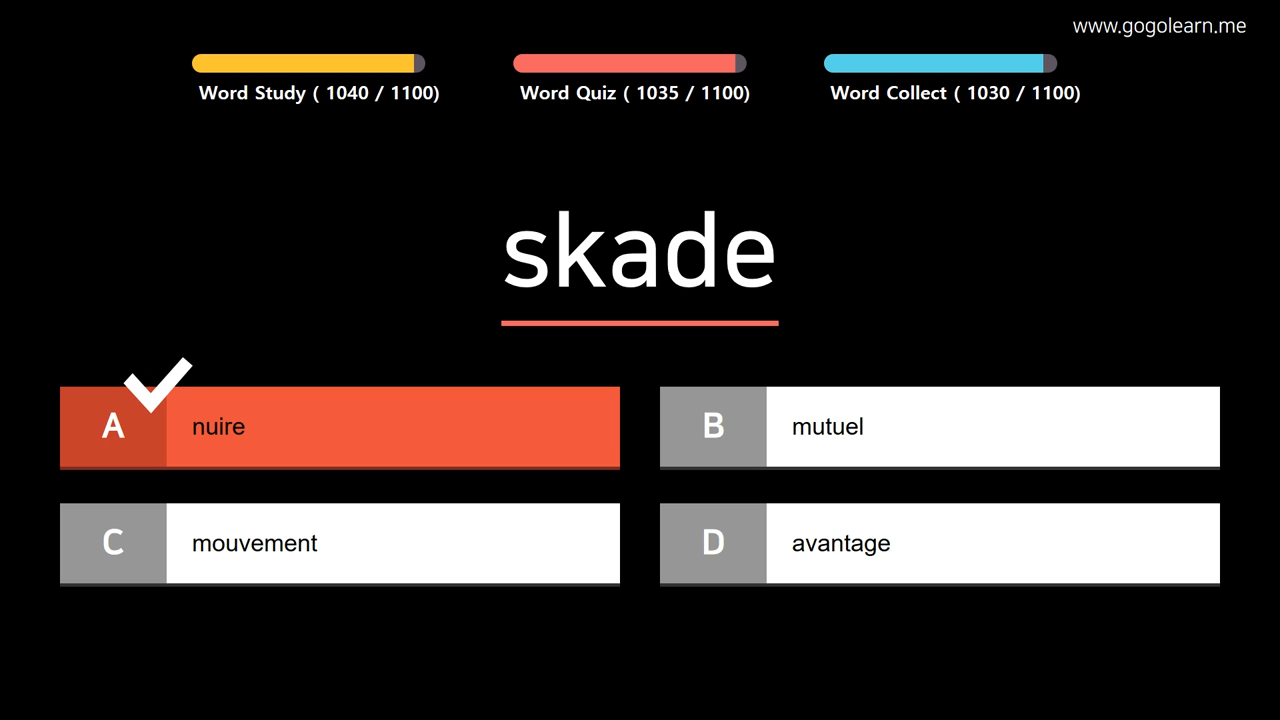 www.gogolearn.me
Word Study ( 1040 / 1100)
Word Quiz ( 1035 / 1100)
Word Collect ( 1030 / 1100)
skade
A nuire
B mutuel
C mouvement
D avantage